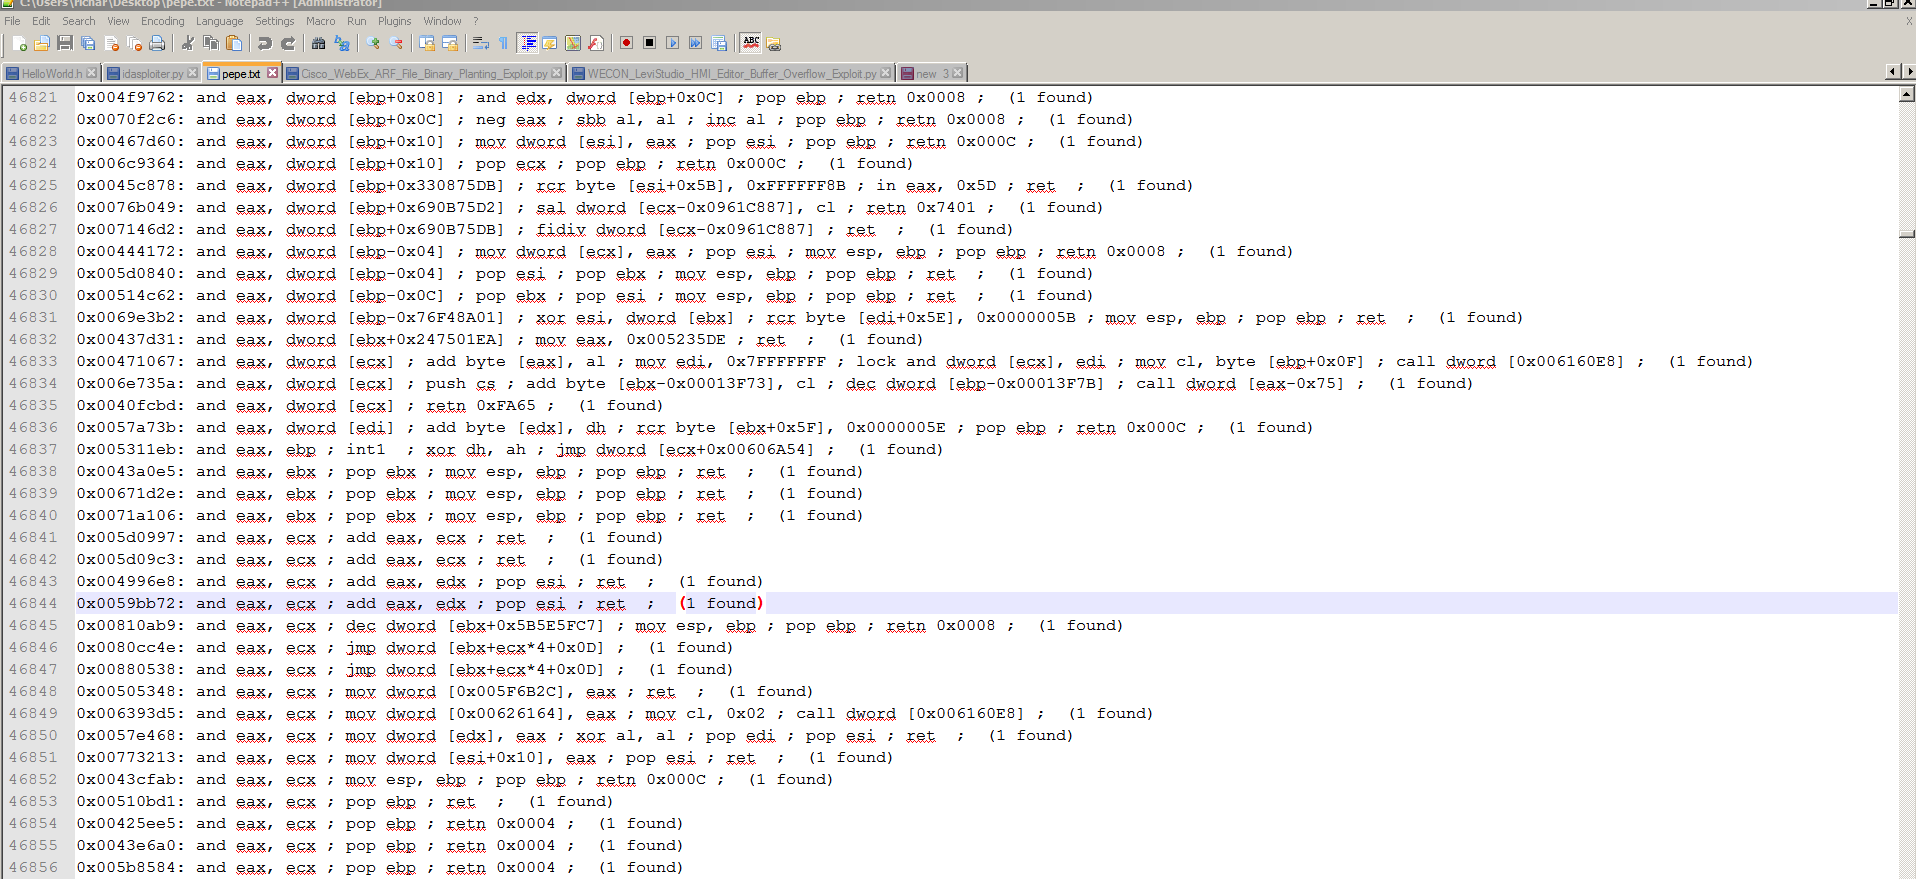 C:\Users\richar\Desktop\pepe.txt - Notepad++ [Administrator]
File Edit Search View Encoding Language Settings Macro Run Plugins Window ? X
HelloWorld.h idasploiter.py pepe.txt Cisco_WebEx_ARF_File_Binary_Planting_Exploit.py WECON_LeviStudio_HMI_Editor_Buffer_Overflow_Exploit.py new 3
46821 0x004f9762: and eax, dword [ebp+0x08] ; and edx, dword [ebp+0x0C] ; pop ebp ; retn 0x0008 ; (1 found)
46822 0x0070f2c6: and eax, dword [ebp+0x0C] ; neg eax ; sbb al, al ; inc al ; pop ebp ; retn 0x0008 ; (1 found)
46823 0x00467d60: and eax, dword [ebp+0x10] ; mov dword [esi], eax ; pop esi ; pop ebp ; retn 0x000C ; (1 found)
46824 0x006c9364: and eax, dword [ebp+0x10] ; pop ecx ; pop ebp ; retn 0x000C ; (1 found)
46825 0x0045c878: and eax, dword [ebp+0x330875DB] ; rcr byte [esi+0x5B], 0xFFFFFF8B ; in eax, 0x5D ; ret ; (1 found)
46826 0x0076b049: and eax, dword [ebp+0x690B75D2] ; sal dword [ecx-0x0961C887], cl ; retn 0x7401 ; (1 found)
46827 0x007146d2: and eax, dword [ebp+0x690B75DB] ; fidiv dword [ecx-0x0961C887] ; ret ; (1 found)
46828 0x00444172: and eax, dword [ebp-0x04] ; mov dword [ecx], eax ; pop esi ; mov esp, ebp ; pop ebp ; retn 0x0008 ; (1 found)
46829 0x005d0840: and eax, dword [ebp-0x04] ; pop esi ; pop ebx ; mov esp, ebp ; pop ebp ; ret ; (1 found)
46830 0x00514c62: and eax, dword [ebp-0x0C] ; pop ebx ; pop esi ; mov esp, ebp ; pop ebp ; ret ; (1 found)
46831 0x0069e3b2: and eax, dword [ebp-0x76F48A01] ; xor esi, dword [ebx] ; rcr byte [edi+0x5E], 0x0000005B ; mov esp, ebp ; pop ebp ; ret ; (1 found)
46832 0x00437d31: and eax, dword [ebx+0x247501EA] ; mov eax, 0x005235DE ; ret ; (1 found)
46833 0x00471067: and eax, dword [ecx] ; add byte [eax], al ; mov edi, 0x7FFFFFFF ; lock and dword [ecx], edi ; mov cl, byte [ebp+0x0F] ; call dword [0x006160E8] ; (1 found)
46834 0x006e735a: and eax, dword [ecx] ; push cs ; add byte [ebx-0x00013F73], cl ; dec dword [ebp-0x00013F7B] ; call dword [eax-0x75] ; (1 found)
46835 0x0040fcbd: and eax, dword [ecx] ; retn 0xFA65 ; (1 found)
46836 0x0057a73b: and eax, dword [edi] ; add byte [edx], dh ; rcr byte [ebx+0x5F], 0x0000005E ; pop ebp ; retn 0x000C ; (1 found)
46837 0x005311eb: and eax, ebp ; int1 ; xor dh, ah ; jmp dword [ecx+0x00606A54] ; (1 found)
46838 0x0043a0e5: and eax, ebx ; pop ebx ; mov esp, ebp ; pop ebp ; ret ; (1 found)
46839 0x00671d2e: and eax, ebx ; pop ebx ; mov esp, ebp ; pop ebp ; ret ; (1 found)
46840 0x0071a106: and eax, ebx ; pop ebx ; mov esp, ebp ; pop ebp ; ret ; (1 found)
46841 0x005d0997: and eax, ecx ; add eax, ecx ; ret ; (1 found)
46842 0x005d09c3: and eax, ecx ; add eax, ecx ; ret ; (1 found)
46843 0x004996e8: and eax, ecx ; add eax, edx ; pop esi ; ret ; (1 found)
46844 0x0059bb72: and eax, ecx ; add eax, edx ; pop esi ; ret ; (1 found)
46845 0x00810ab9: and eax, ecx ; dec dword [ebx+0x5B5E5FC7] ; mov esp, ebp ; pop ebp ; retn 0x0008 ; (1 found)
46846 0x0080cc4e: and eax, ecx ; jmp dword [ebx+ecx*4+0x0D] ; (1 found)
46847 0x00880538: and eax, ecx ; jmp dword [ebx+ecx*4+0x0D] ; (1 found)
46848 0x00505348: and eax, ecx ; mov dword [0x005F6B2C], eax ; ret ; (1 found)
46849 0x006393d5: and eax, ecx ; mov dword [0x00626164], eax ; mov cl, 0x02 ; call dword [0x006160E8] ; (1 found)
46850 0x0057e468: and eax, ecx ; mov dword [edx], eax ; xor al, al ; pop edi ; pop esi ; ret ; (1 found)
46851 0x00773213: and eax, ecx ; mov dword [esi+0x10], eax ; pop esi ; ret ; (1 found)
46852 0x0043cfab: and eax, ecx ; mov esp, ebp ; pop ebp ; retn 0x000C ; (1 found)
46853 0x00510bd1: and eax, ecx ; pop ebp ; ret ; (1 found)
46854 0x00425ee5: and eax, ecx ; pop ebp ; retn 0x0004 ; (1 found)
46855 0x0043e6a0: and eax, ecx ; pop ebp ; retn 0x0004 ; (1 found)
46856 0x005b8584: and eax, ecx ; pop ebp ; retn 0x0004 ; (1 found)